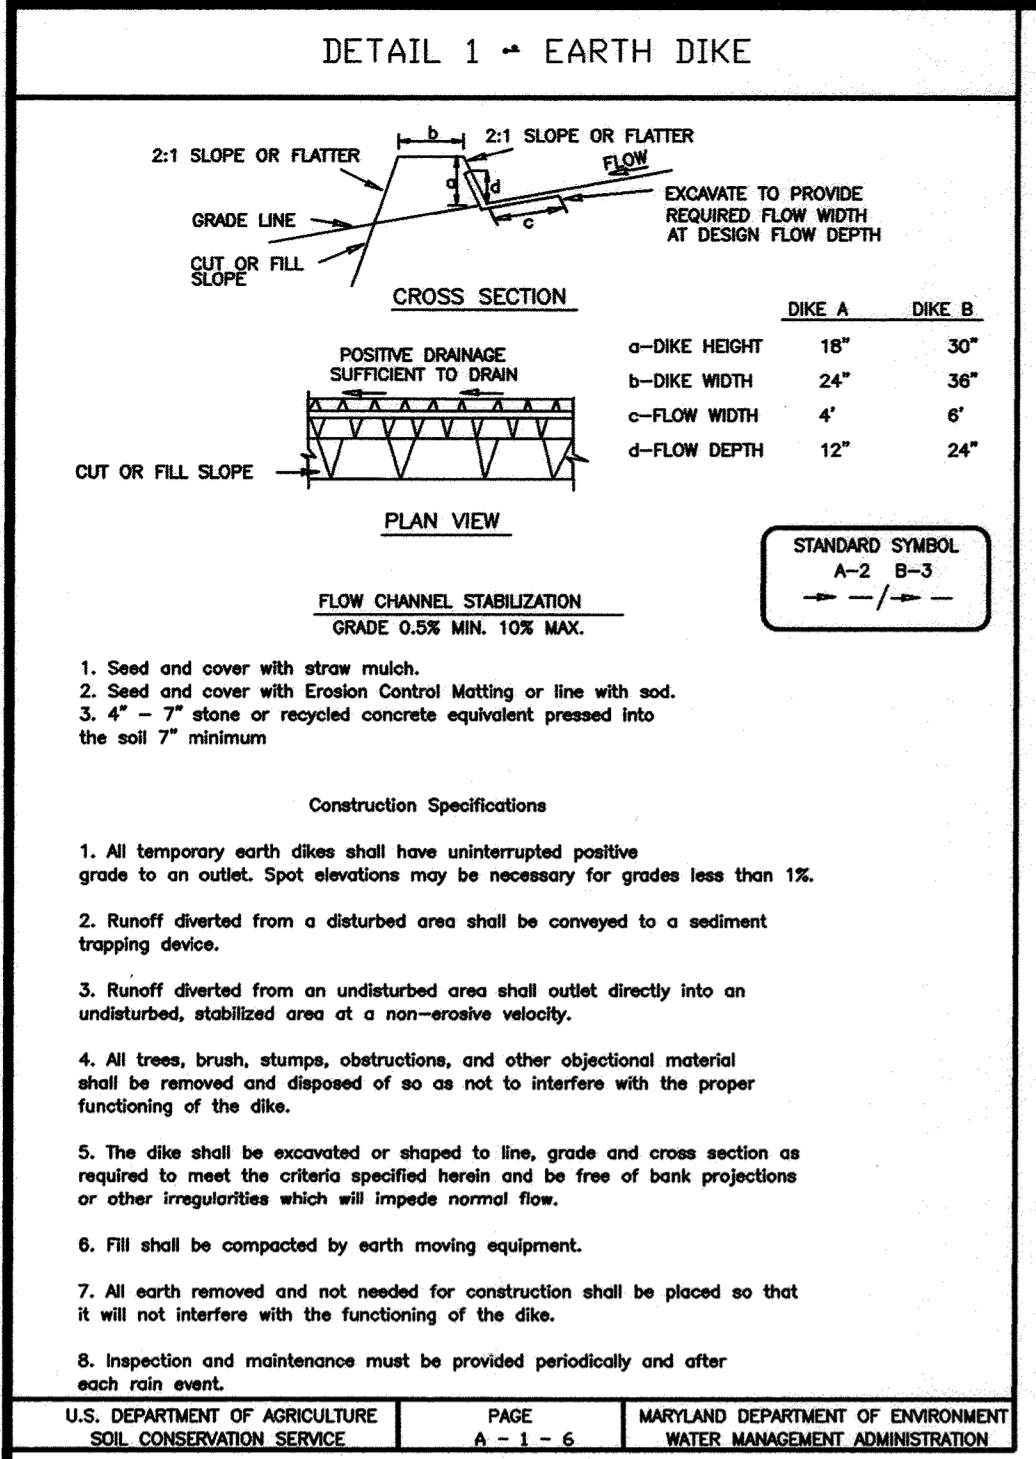 DETAIL 1 - EARTH DIKE
b
2:1 SLOPE OR FLATTER
2:1 SLOPE OR FLATTER
FLOW
a
d
EXCAVATE TO PROVIDE
REQUIRED FLOW WIDTH
AT DESIGN FLOW DEPTH
GRADE LINE
c
CUT OR FILL
SLOPE
CROSS SECTION
DIKE A DIKE B
a-DIKE HEIGHT 18" 30"
b-DIKE WIDTH 24" 36"
c-FLOW WIDTH 4' 6'
d-FLOW DEPTH 12" 24"
POSITIVE DRAINAGE
SUFFICIENT TO DRAIN
CUT OR FILL SLOPE
PLAN VIEW
STANDARD SYMBOL
A-2 B-3
FLOW CHANNEL STABILIZATION
GRADE 0.5% MIN. 10% MAX.
1. Seed and cover with straw mulch.
2. Seed and cover with Erosion Control Matting or line with sod.
3. 4" - 7" stone or recycled concrete equivalent pressed into
the soil 7" minimum
Construction Specifications
1. All temporary earth dikes shall have uninterrupted positive
grade to an outlet. Spot elevations may be necessary for grades less than 1%.
2. Runoff diverted from a disturbed area shall be conveyed to a sediment
trapping device.
3. Runoff diverted from an undisturbed area shall outlet directly into an
undisturbed, stabilized area at a non-erosive velocity.
4. All trees, brush, stumps, obstructions, and other objectional material
shall be removed and disposed of so as not to interfere with the proper
functioning of the dike.
5. The dike shall be excavated or shaped to line, grade and cross section as
required to meet the criteria specified herein and be free of bank projections
or other irregularities which will impede normal flow.
6. Fill shall be compacted by earth moving equipment.
7. All earth removed and not needed for construction shall be placed so that
it will not interfere with the functioning of the dike.
8. Inspection and maintenance must be provided periodically and after
each rain event.
U.S. DEPARTMENT OF AGRICULTURE
SOIL CONSERVATION SERVICE
PAGE
A - 1 - 6
MARYLAND DEPARTMENT OF ENVIRONMENT
WATER MANAGEMENT ADMINISTRATION